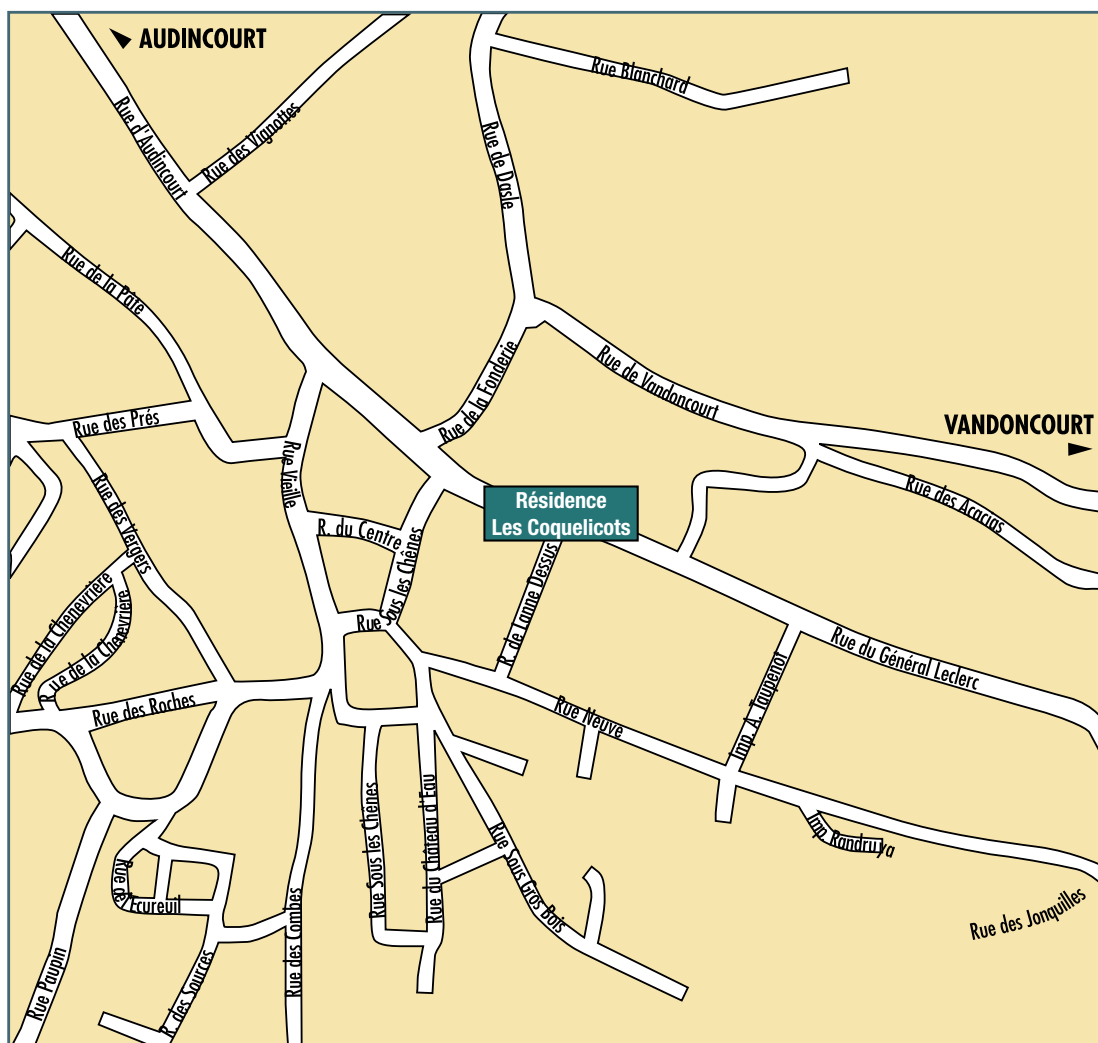 AUDINCOURT
Rue Blanchard
Rue d'Audincourt
Rue des Vignottes
Rue de Dasle
Rue de la Pâte
Rue de la Fonderie
Rue de Vandoncourt
Rue des Prés
VANDONCOURT
Rue Vieille
Rue des Vergers
Rue des Acacias
Résidence
Les Coquelicots
R. du Centre
Rue Sous les Chênes
R. de Lanne Dessus
Rue de la Chenevrière
Rue de la Chenevrière
Rue du Général Leclerc
Imp. A. Taupenot
Rue des Roches
Rue Neuve
Rue Sous les Chênes
Rue du Château d'Eau
Rue Sous Gros Bois
Imp. Randruya
Rue de
l'Ecureuil
Rue des Combes
Rue des Jonquilles
Rue Paupin
R. des Sources